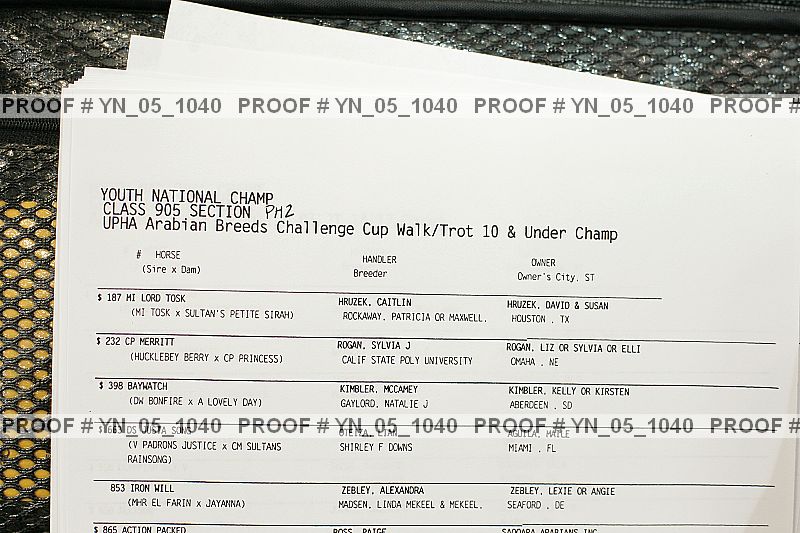 PROOF # YN_05_1040 PROOF # YN_05_1040 PROOF # YN_05_1040 PROOF #
YOUTH NATIONAL CHAMP
CLASS 905 SECTION PH2
UPHA Arabian Breeds Challenge Cup Walk/Trot 10 & Under Champ
# HORSE HANDLER OWNER
(Sire x Dam) Breeder Owner's City, ST
$ 187 MI LORD TOSK HRUZEK, CAITLIN HRUZEK, DAVID & SUSAN
(MI TOSK x SULTAN'S PETITE SIRAH) ROCKAWAY, PATRICIA OR MAXWELL, HOUSTON , TX
$ 232 CP MERRITT ROGAN, SYLVIA J ROGAN, LIZ OR SYLVIA OR ELLI
(HUCKLEBEY BERRY x CP PRINCESS) CALIF STATE POLY UNIVERSITY OMAHA , NE
$ 398 BAYWATCH KIMBLER, MCCAMEY KIMBLER, KELLY OR KIRSTEN
(DW BONFIRE x A LOVELY DAY) GAYLORD, NATALIE J ABERDEEN , SD
PROOF # YN_05_1040 PROOF # YN_05_1040 PROOF # YN_05_1040 PROOF #
(V PADRONS JUSTICE x CM SULTANS SHIRLEY F DOWNS MIAMI , FL
RAINSONG)
853 IRON WILL ZEBLEY, ALEXANDRA ZEBLEY, LEXIE OR ANGIE
(MHR EL FARIN x JAYANNA) MADSEN, LINDA MEKEEL & MEKEEL, SEAFORD , DE
$ 865 ACTION PACKED ROSS, PAIGE SADOARA ARABIANS INC